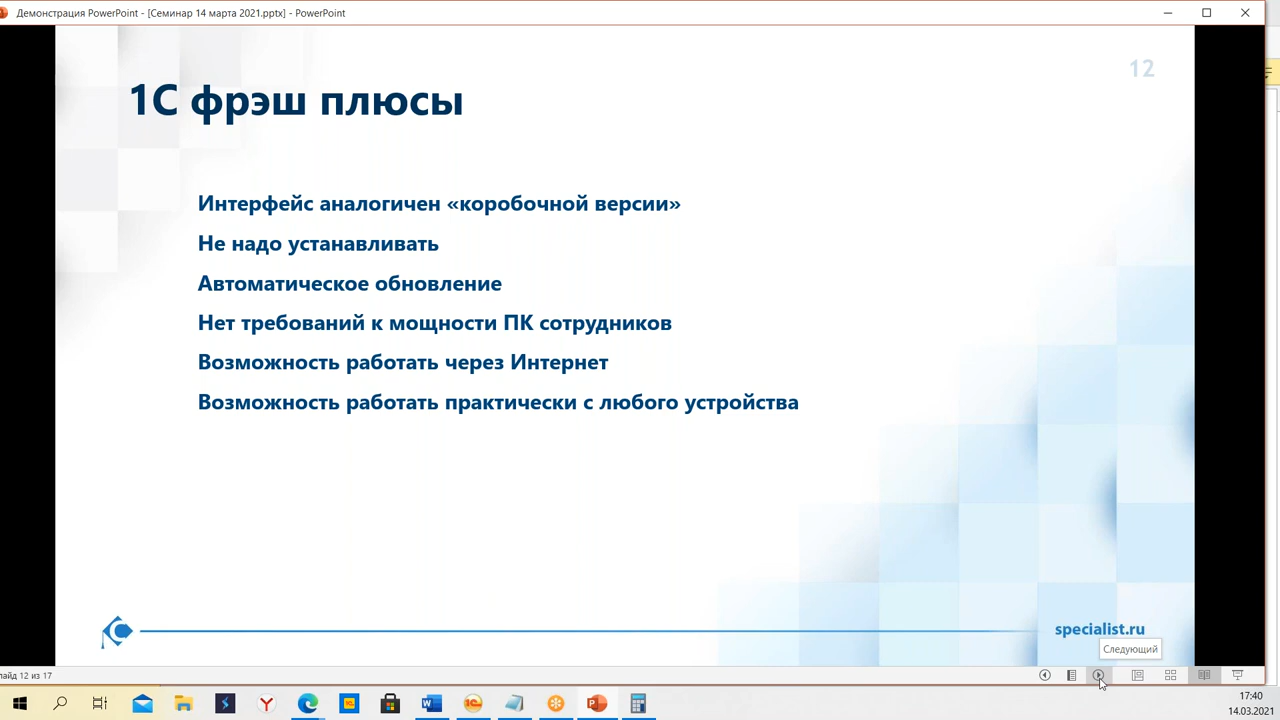 Демонстрация PowerPoint - [Семинар 14 марта 2021.pptx] - PowerPoint
12
1С фрэш плюсы
Интерфейс аналогичен «коробочной версии»
Не надо устанавливать
Автоматическое обновление
Нет требований к мощности ПК сотрудников
Возможность работать через Интернет
Возможность работать практически с любого устройства
specialist.ru
Следующий
лайд 12 из 17
17:40
14.03.2021